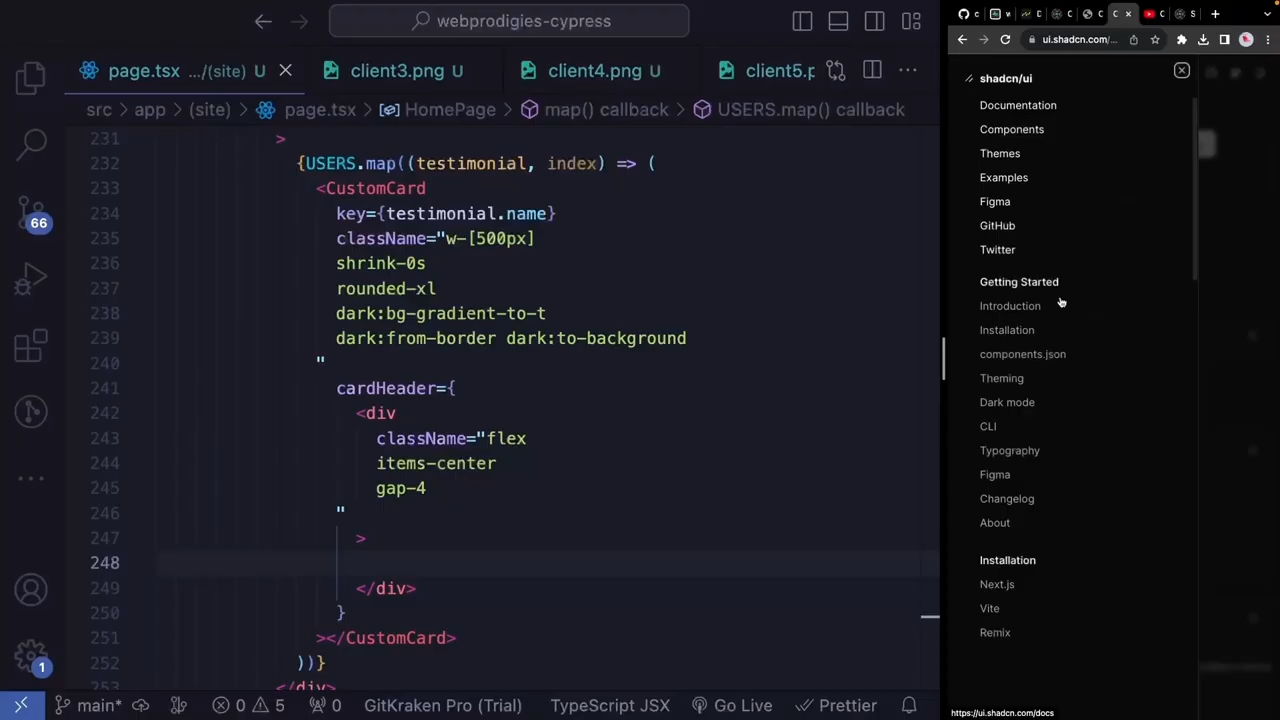 webprodigies-cypress
page.tsx .../(site) U
client3.png U
client4.png U
client5.p
src > app > (site) > page.tsx > HomePage > map() callback > USERS.map() callback
231 >
232 {USERS.map((testimonial, index) => (
233 <CustomCard
234 key={testimonial.name}
235 className="w-[500px]
236 shrink-0s
237 rounded-xl
238 dark:bg-gradient-to-t
239 dark:from-border dark:to-background
240 "
241 cardHeader={
242 <div
243 className="flex
244 items-center
245 gap-4
246 "
247 >
248
249 </div>
250 }
251 ></CustomCard>
252 ))}
253 </div>
66
1
main*
0
5
0
GitKraken Pro (Trial)
TypeScript JSX
Go Live
Prettier
ui.shadcn.com/...
shadcn/ui
Documentation
Components
Themes
Examples
Figma
GitHub
Twitter
Getting Started
Introduction
Installation
components.json
Theming
Dark mode
CLI
Typography
Figma
Changelog
About
Installation
Next.js
Vite
Remix
https://ui.shadcn.com/docs